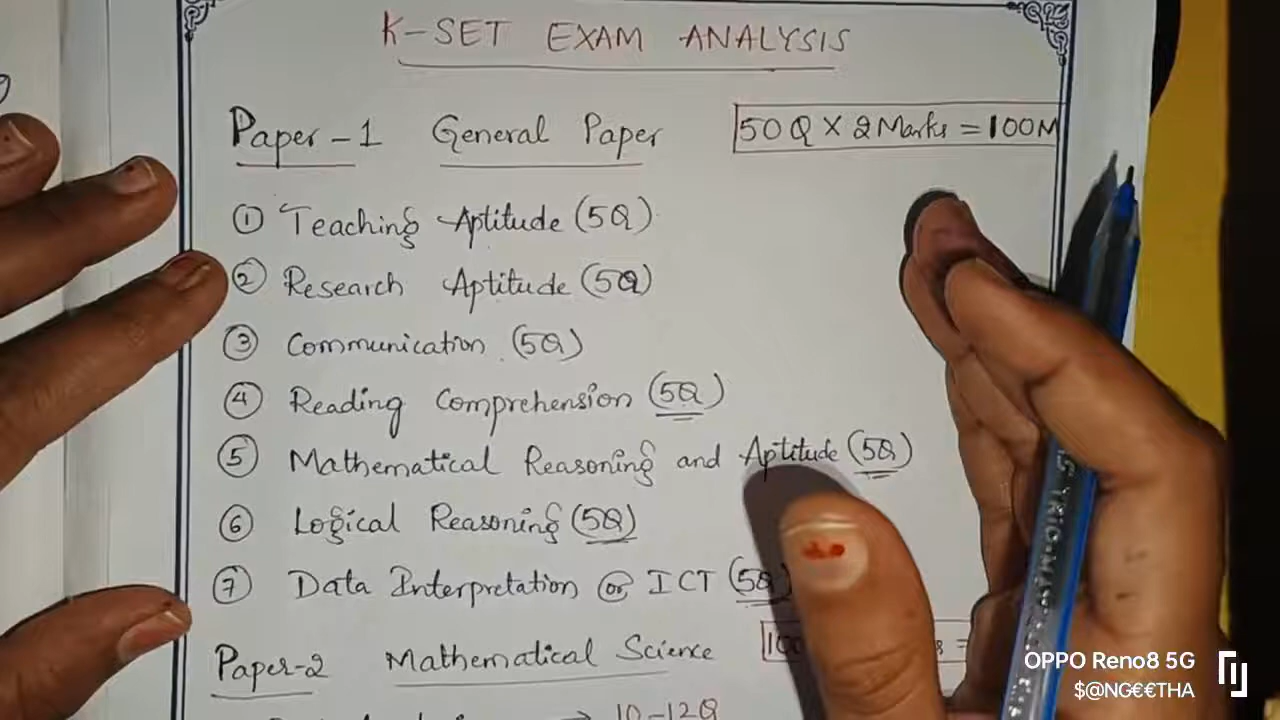 K-SET EXAM ANALYSIS
Paper-1 General Paper 50Q X 2 Marks = 100M
① Teaching Aptitude (5Q)
② Research Aptitude (5Q)
③ Communication (5Q)
④ Reading Comprehension (5Q)
⑤ Mathematical Reasoning and Aptitude (5Q)
⑥ Logical Reasoning (5Q)
⑦ Data Interpretation or ICT (5Q)
Paper-2 Mathematical Science
10-12Q
OPPO Reno8 5G
$@NG€€THA